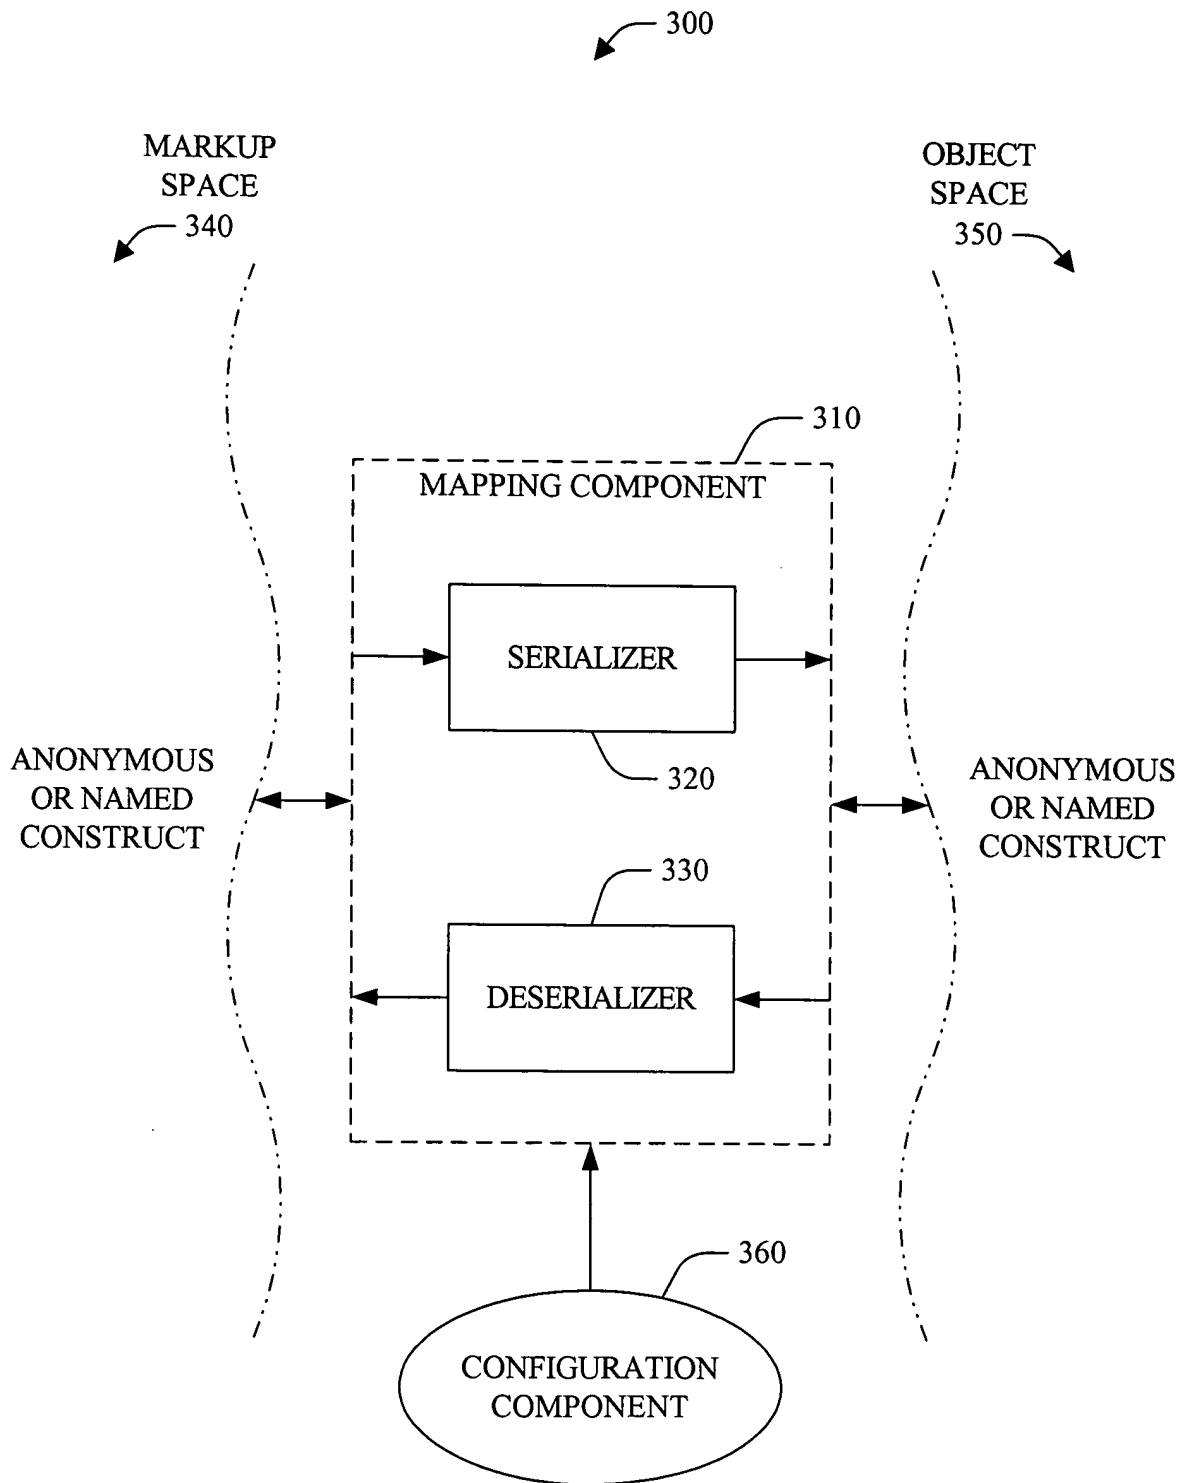 300
MARKUP
SPACE
340
OBJECT
SPACE
350
310
MAPPING COMPONENT
SERIALIZER
320
ANONYMOUS
OR NAMED
CONSTRUCT
ANONYMOUS
OR NAMED
CONSTRUCT
330
DESERIALIZER
360
CONFIGURATION
COMPONENT